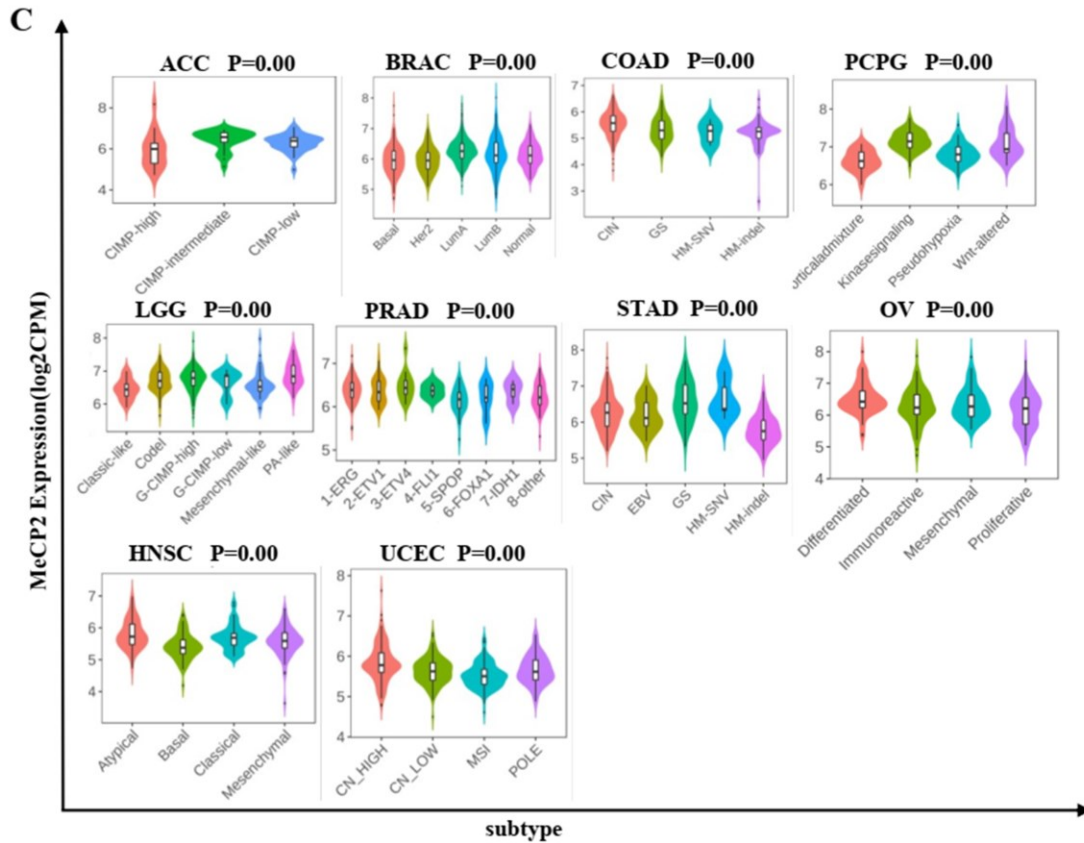 C
ACC P=0.00
8
6
4
CIMP-high
CIMP-intermediate
CIMP-low
BRAC P=0.00
8
7
6
5
Basal
Her2
LumA
LumB
Normal
COAD P=0.00
7
6
5
4
3
CIN
GS
HM-SNV
HM-indel
PCPG P=0.00
8
7
6
orticaladmixture
Kinasesignaling
Pseudohypoxia
Wnt-altered
MeCP2 Expression(log2CPM)
LGG P=0.00
8
7
6
Classic-like
Codel
G-CIMP-high
G-CIMP-low
Mesenchymal-like
PA-like
PRAD P=0.00
7
6
5
1-ERG
2-ETV1
3-ETV4
4-FLI1
5-SPOP
6-FOXA1
7-IDH1
8-other
STAD P=0.00
8
7
6
5
CIN
EBV
GS
HM-SNV
HM-indel
OV P=0.00
8
7
6
5
4
Differentiated
Immunoreactive
Mesenchymal
Proliferative
HNSC P=0.00
7
6
5
4
Atypical
Basal
Classical
Mesenchymal
UCEC P=0.00
8
7
6
5
4
CN_HIGH
CN_LOW
MSI
POLE
subtype